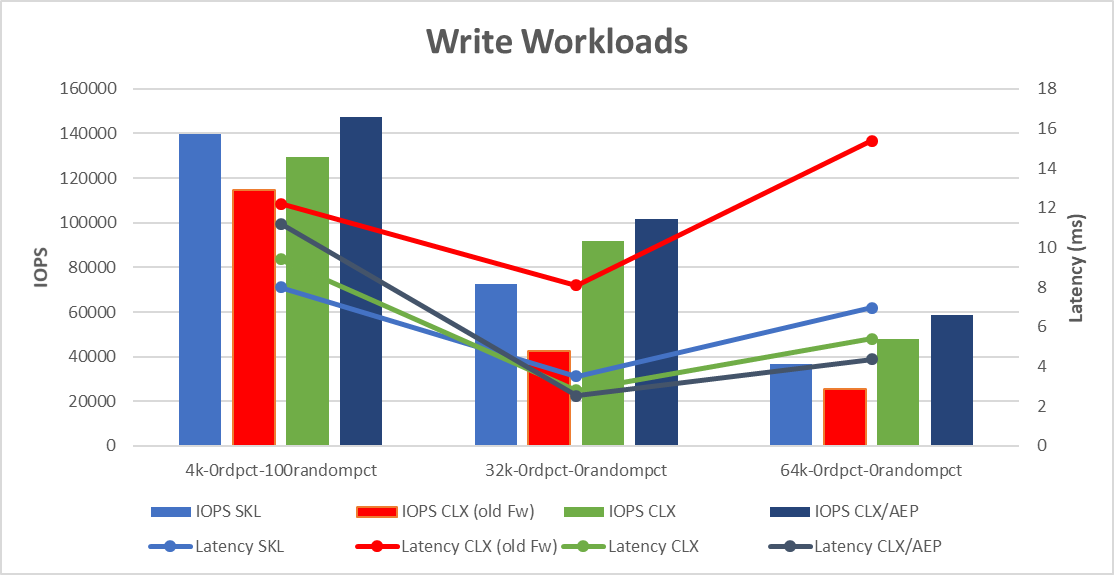 Write Workloads
160000
140000
120000
100000
80000
60000
40000
20000
0
IOPS
18
16
14
12
10
8
6
4
2
0
Latency (ms)
4k-0rdpct-100randompct
32k-0rdpct-0randompct
64k-0rdpct-0randompct
IOPS SKL
IOPS CLX (old Fw)
IOPS CLX
IOPS CLX/AEP
Latency SKL
Latency CLX (old Fw)
Latency CLX
Latency CLX/AEP